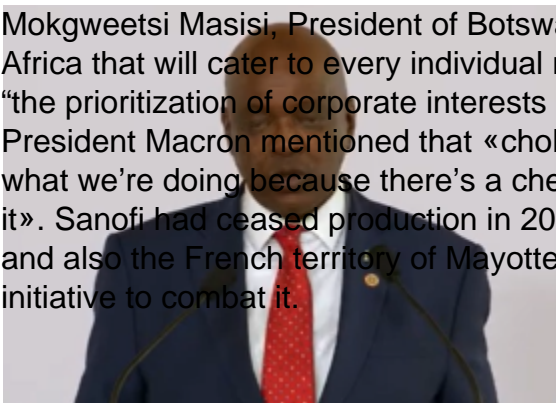 Mokgweetsi Masisi, President of Botsw
Africa that will cater to every individual
“the prioritization of corporate interests
President Macron mentioned that «chol
what we're doing because there's a che
it». Sanofi had ceased production in 20
and also the French territory of Mayotte
initiative to combat it.